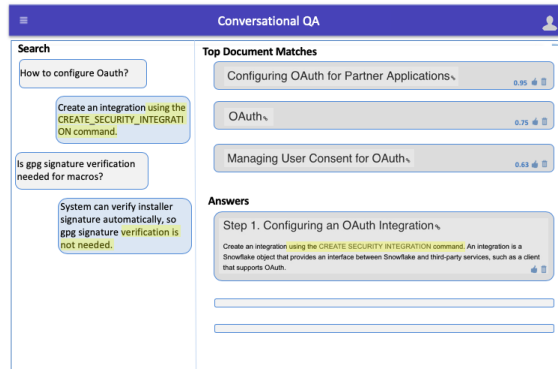 Conversational QA
Search
How to configure Oauth?
Create an integration using the
CREATE_SECURITY_INTEGRATI
ON command.
Is gpg signature verification
needed for macros?
System can verify installer
signature automatically, so
gpg signature verification is
not needed.
Top Document Matches
Configuring OAuth for Partner Applications
0.95
OAuth
0.75
Managing User Consent for OAuth
0.63
Answers
Step 1. Configuring an OAuth Integration
Create an integration using the CREATE SECURITY INTEGRATION command. An integration is a
Snowflake object that provides an interface between Snowflake and third-party services, such as a client
that supports OAuth.